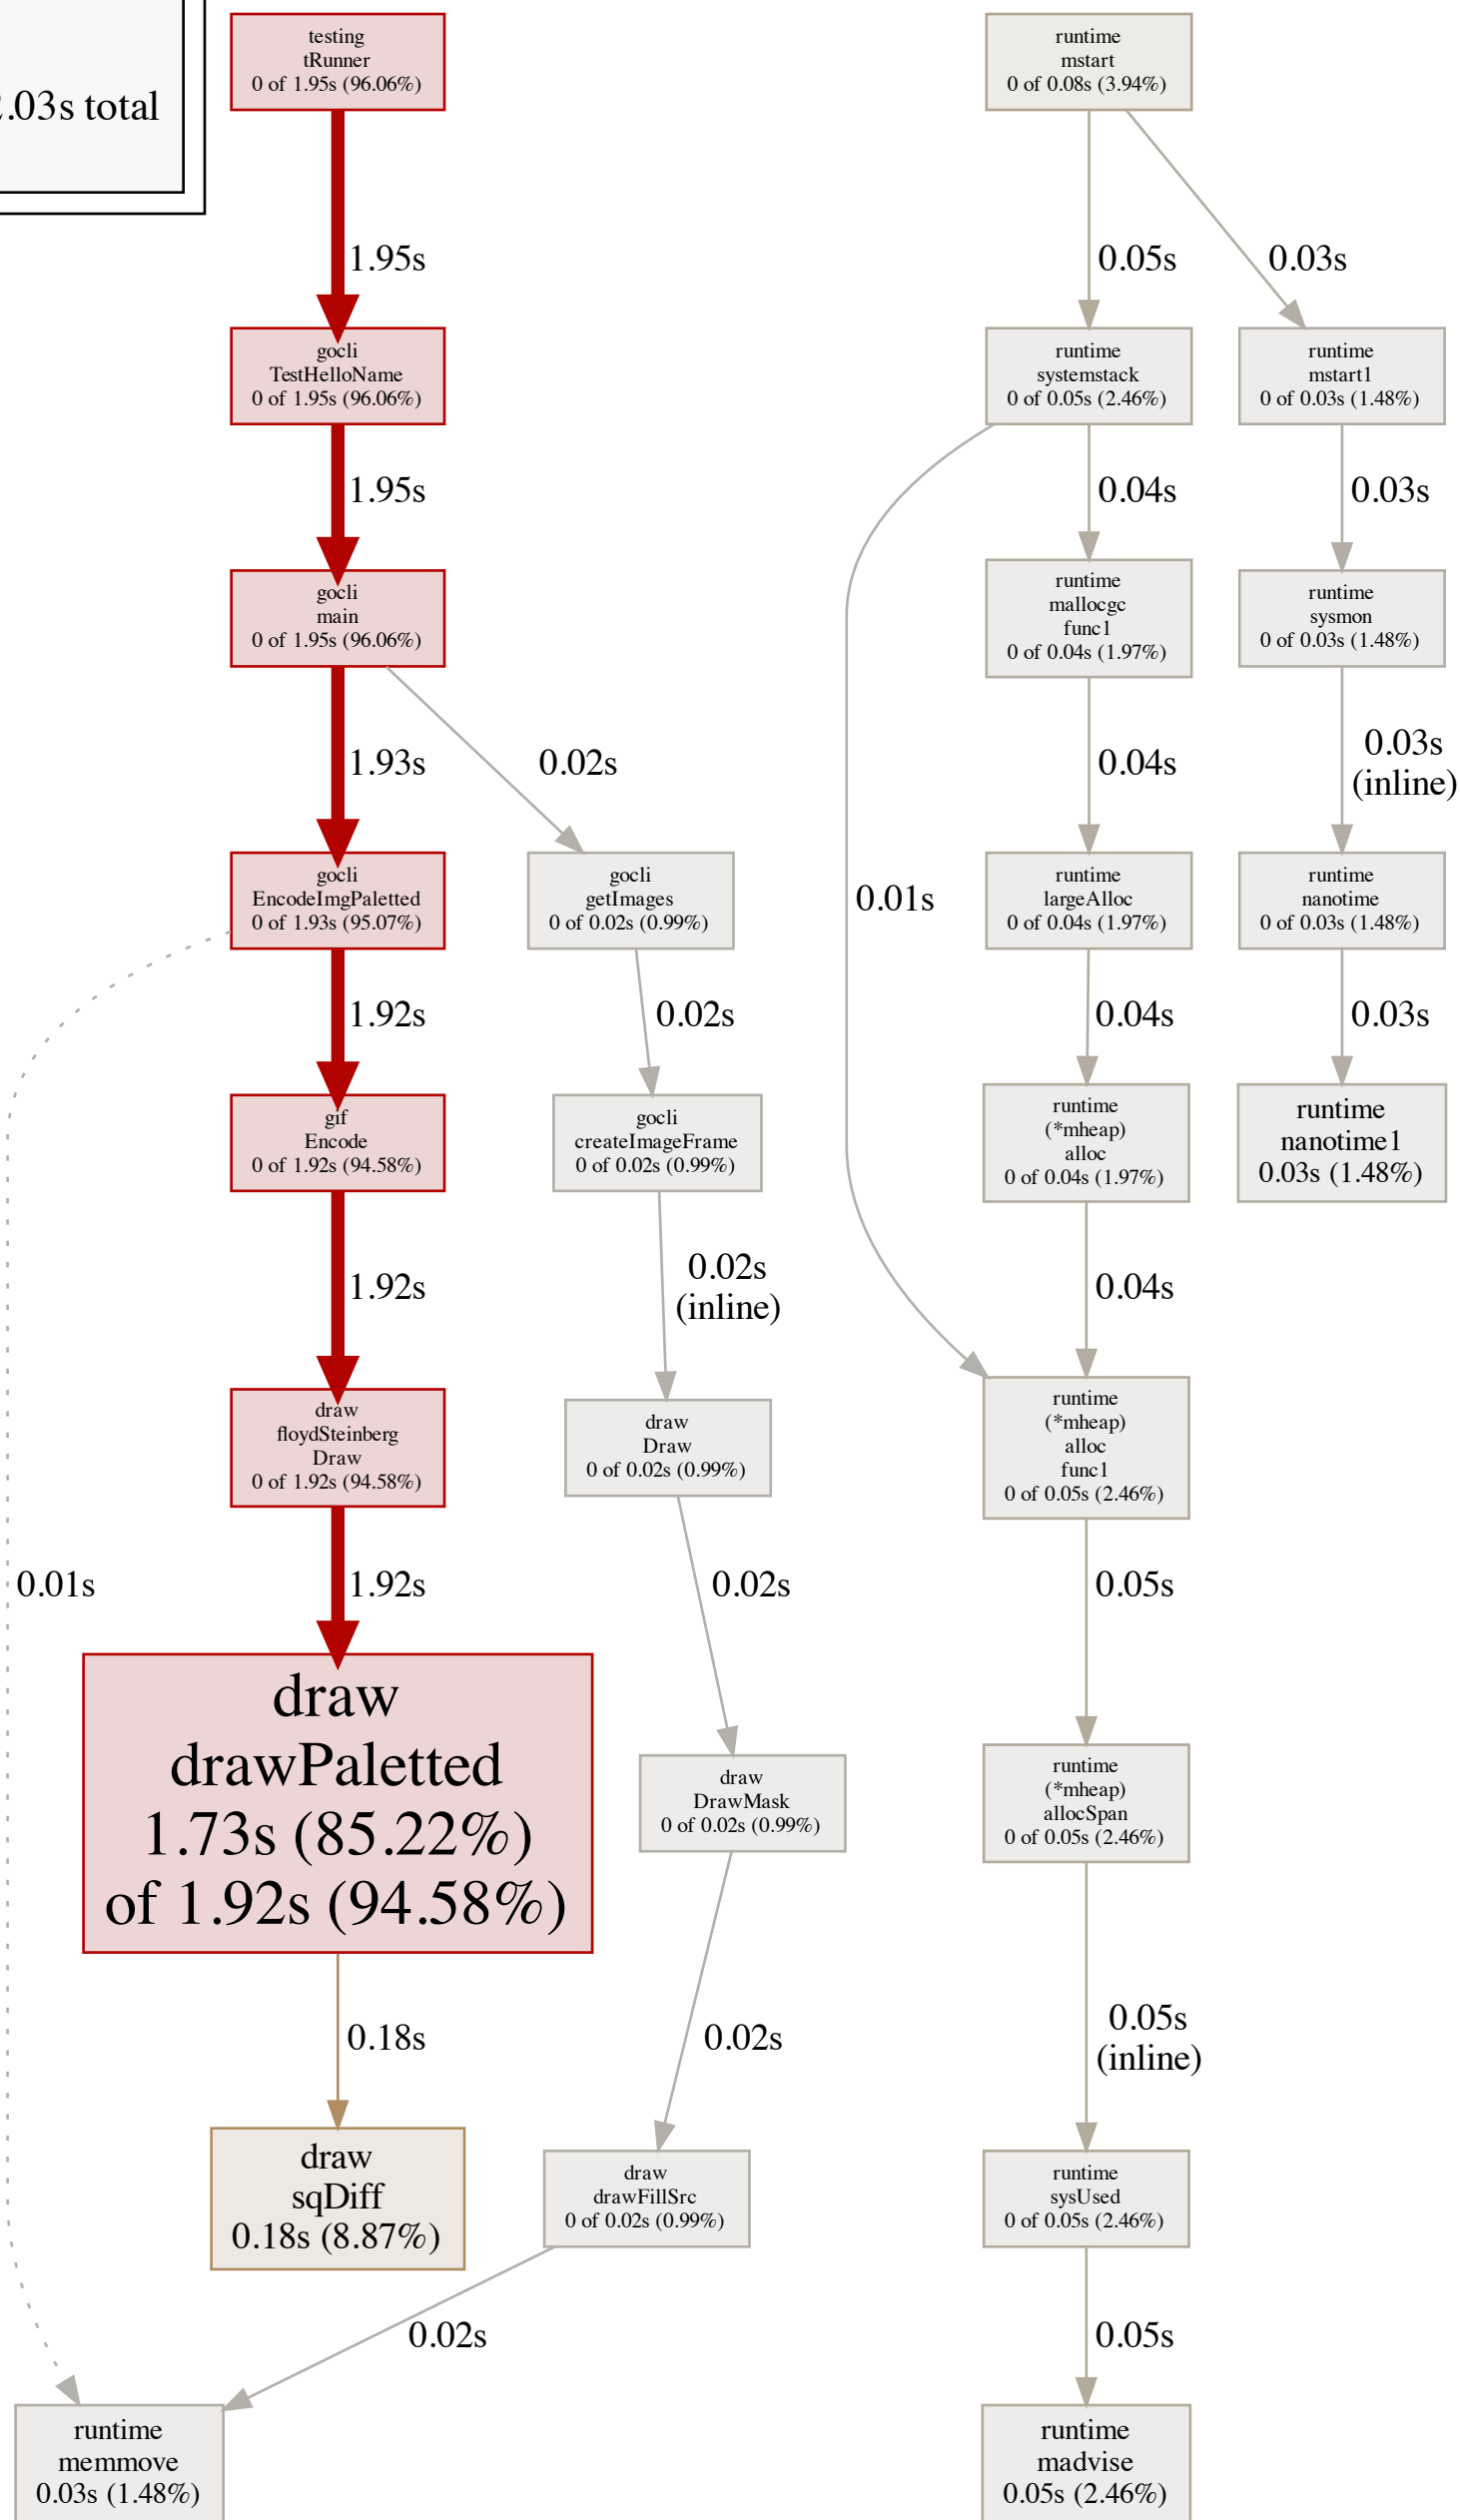 .03s total
testing
tRunner
0 of 1.95s (96.06%)
runtime
mstart
0 of 0.08s (3.94%)
1.95s
0.05s
0.03s
gocli
TestHelloName
0 of 1.95s (96.06%)
runtime
systemstack
0 of 0.05s (2.46%)
runtime
mstart1
0 of 0.03s (1.48%)
1.95s
0.04s
0.03s
gocli
main
0 of 1.95s (96.06%)
runtime
mallocgc
func1
0 of 0.04s (1.97%)
runtime
sysmon
0 of 0.03s (1.48%)
1.93s
0.02s
0.04s
0.03s
(inline)
gocli
EncodeImgPaletted
0 of 1.93s (95.07%)
gocli
getImages
0 of 0.02s (0.99%)
0.01s
runtime
largeAlloc
0 of 0.04s (1.97%)
runtime
nanotime
0 of 0.03s (1.48%)
1.92s
0.02s
0.04s
0.03s
gif
Encode
0 of 1.92s (94.58%)
gocli
createImageFrame
0 of 0.02s (0.99%)
runtime
(*mheap)
alloc
0 of 0.04s (1.97%)
runtime
nanotime1
0.03s (1.48%)
1.92s
0.02s
(inline)
0.04s
draw
floydSteinberg
Draw
0 of 1.92s (94.58%)
draw
Draw
0 of 0.02s (0.99%)
runtime
(*mheap)
alloc
func1
0 of 0.05s (2.46%)
0.01s
1.92s
0.02s
0.05s
draw
drawPaletted
1.73s (85.22%)
of 1.92s (94.58%)
draw
DrawMask
0 of 0.02s (0.99%)
runtime
(*mheap)
allocSpan
0 of 0.05s (2.46%)
0.18s
0.02s
0.05s
(inline)
draw
sqDiff
0.18s (8.87%)
draw
drawFillSrc
0 of 0.02s (0.99%)
runtime
sysUsed
0 of 0.05s (2.46%)
0.02s
0.05s
runtime
memmove
0.03s (1.48%)
runtime
madvise
0.05s (2.46%)